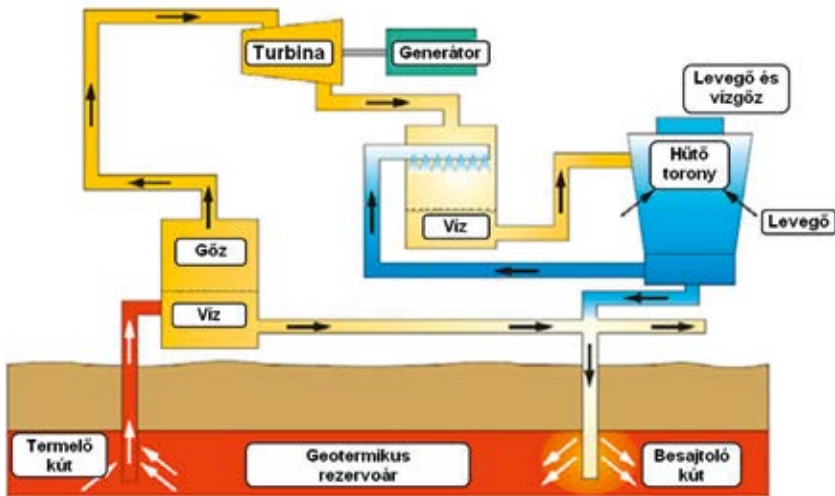 Turbina
Generátor
Levegő és
vízgőz
Hűtő
torony
Levegő
Víz
Gőz
Víz
Termelő
kút
Geotermikus
rezervoár
Besajtoló
kút